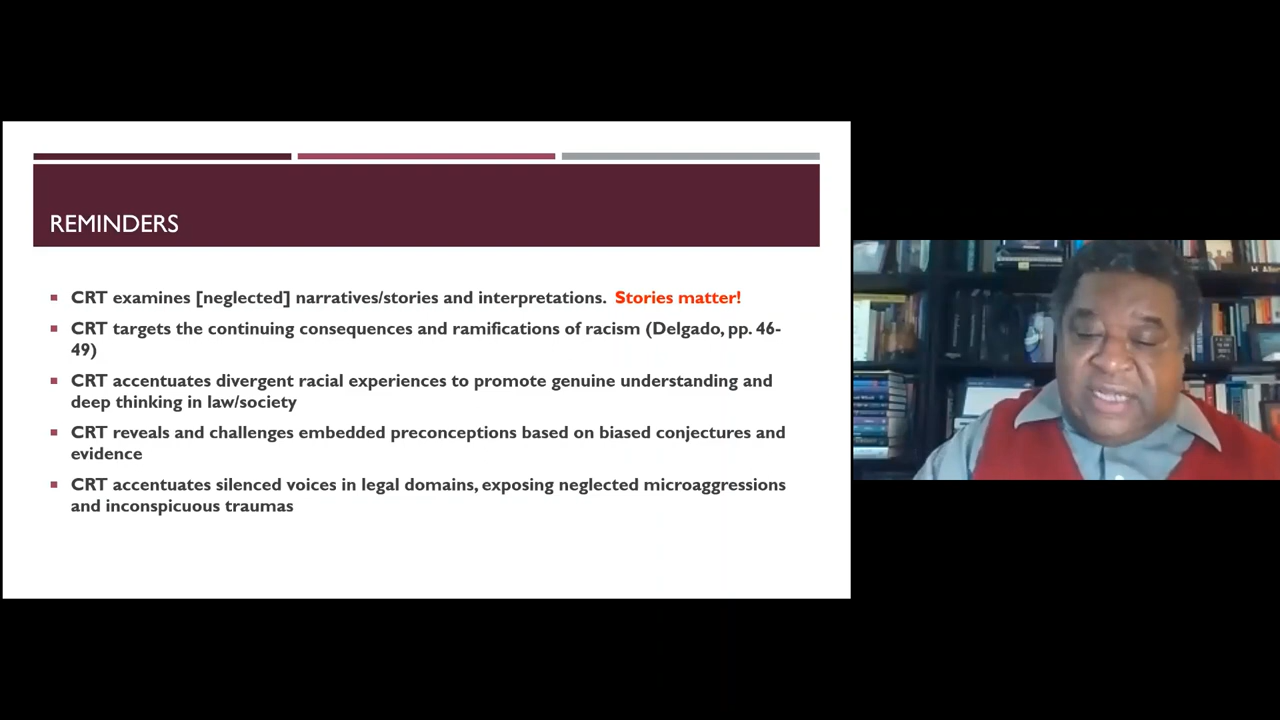 REMINDERS
CRT examines [neglected] narratives/stories and interpretations. Stories matter!
CRT targets the continuing consequences and ramifications of racism (Delgado, pp. 46-
49)
CRT accentuates divergent racial experiences to promote genuine understanding and
deep thinking in law/society
CRT reveals and challenges embedded preconceptions based on biased conjectures and
evidence
CRT accentuates silenced voices in legal domains, exposing neglected microaggressions
and inconspicuous traumas